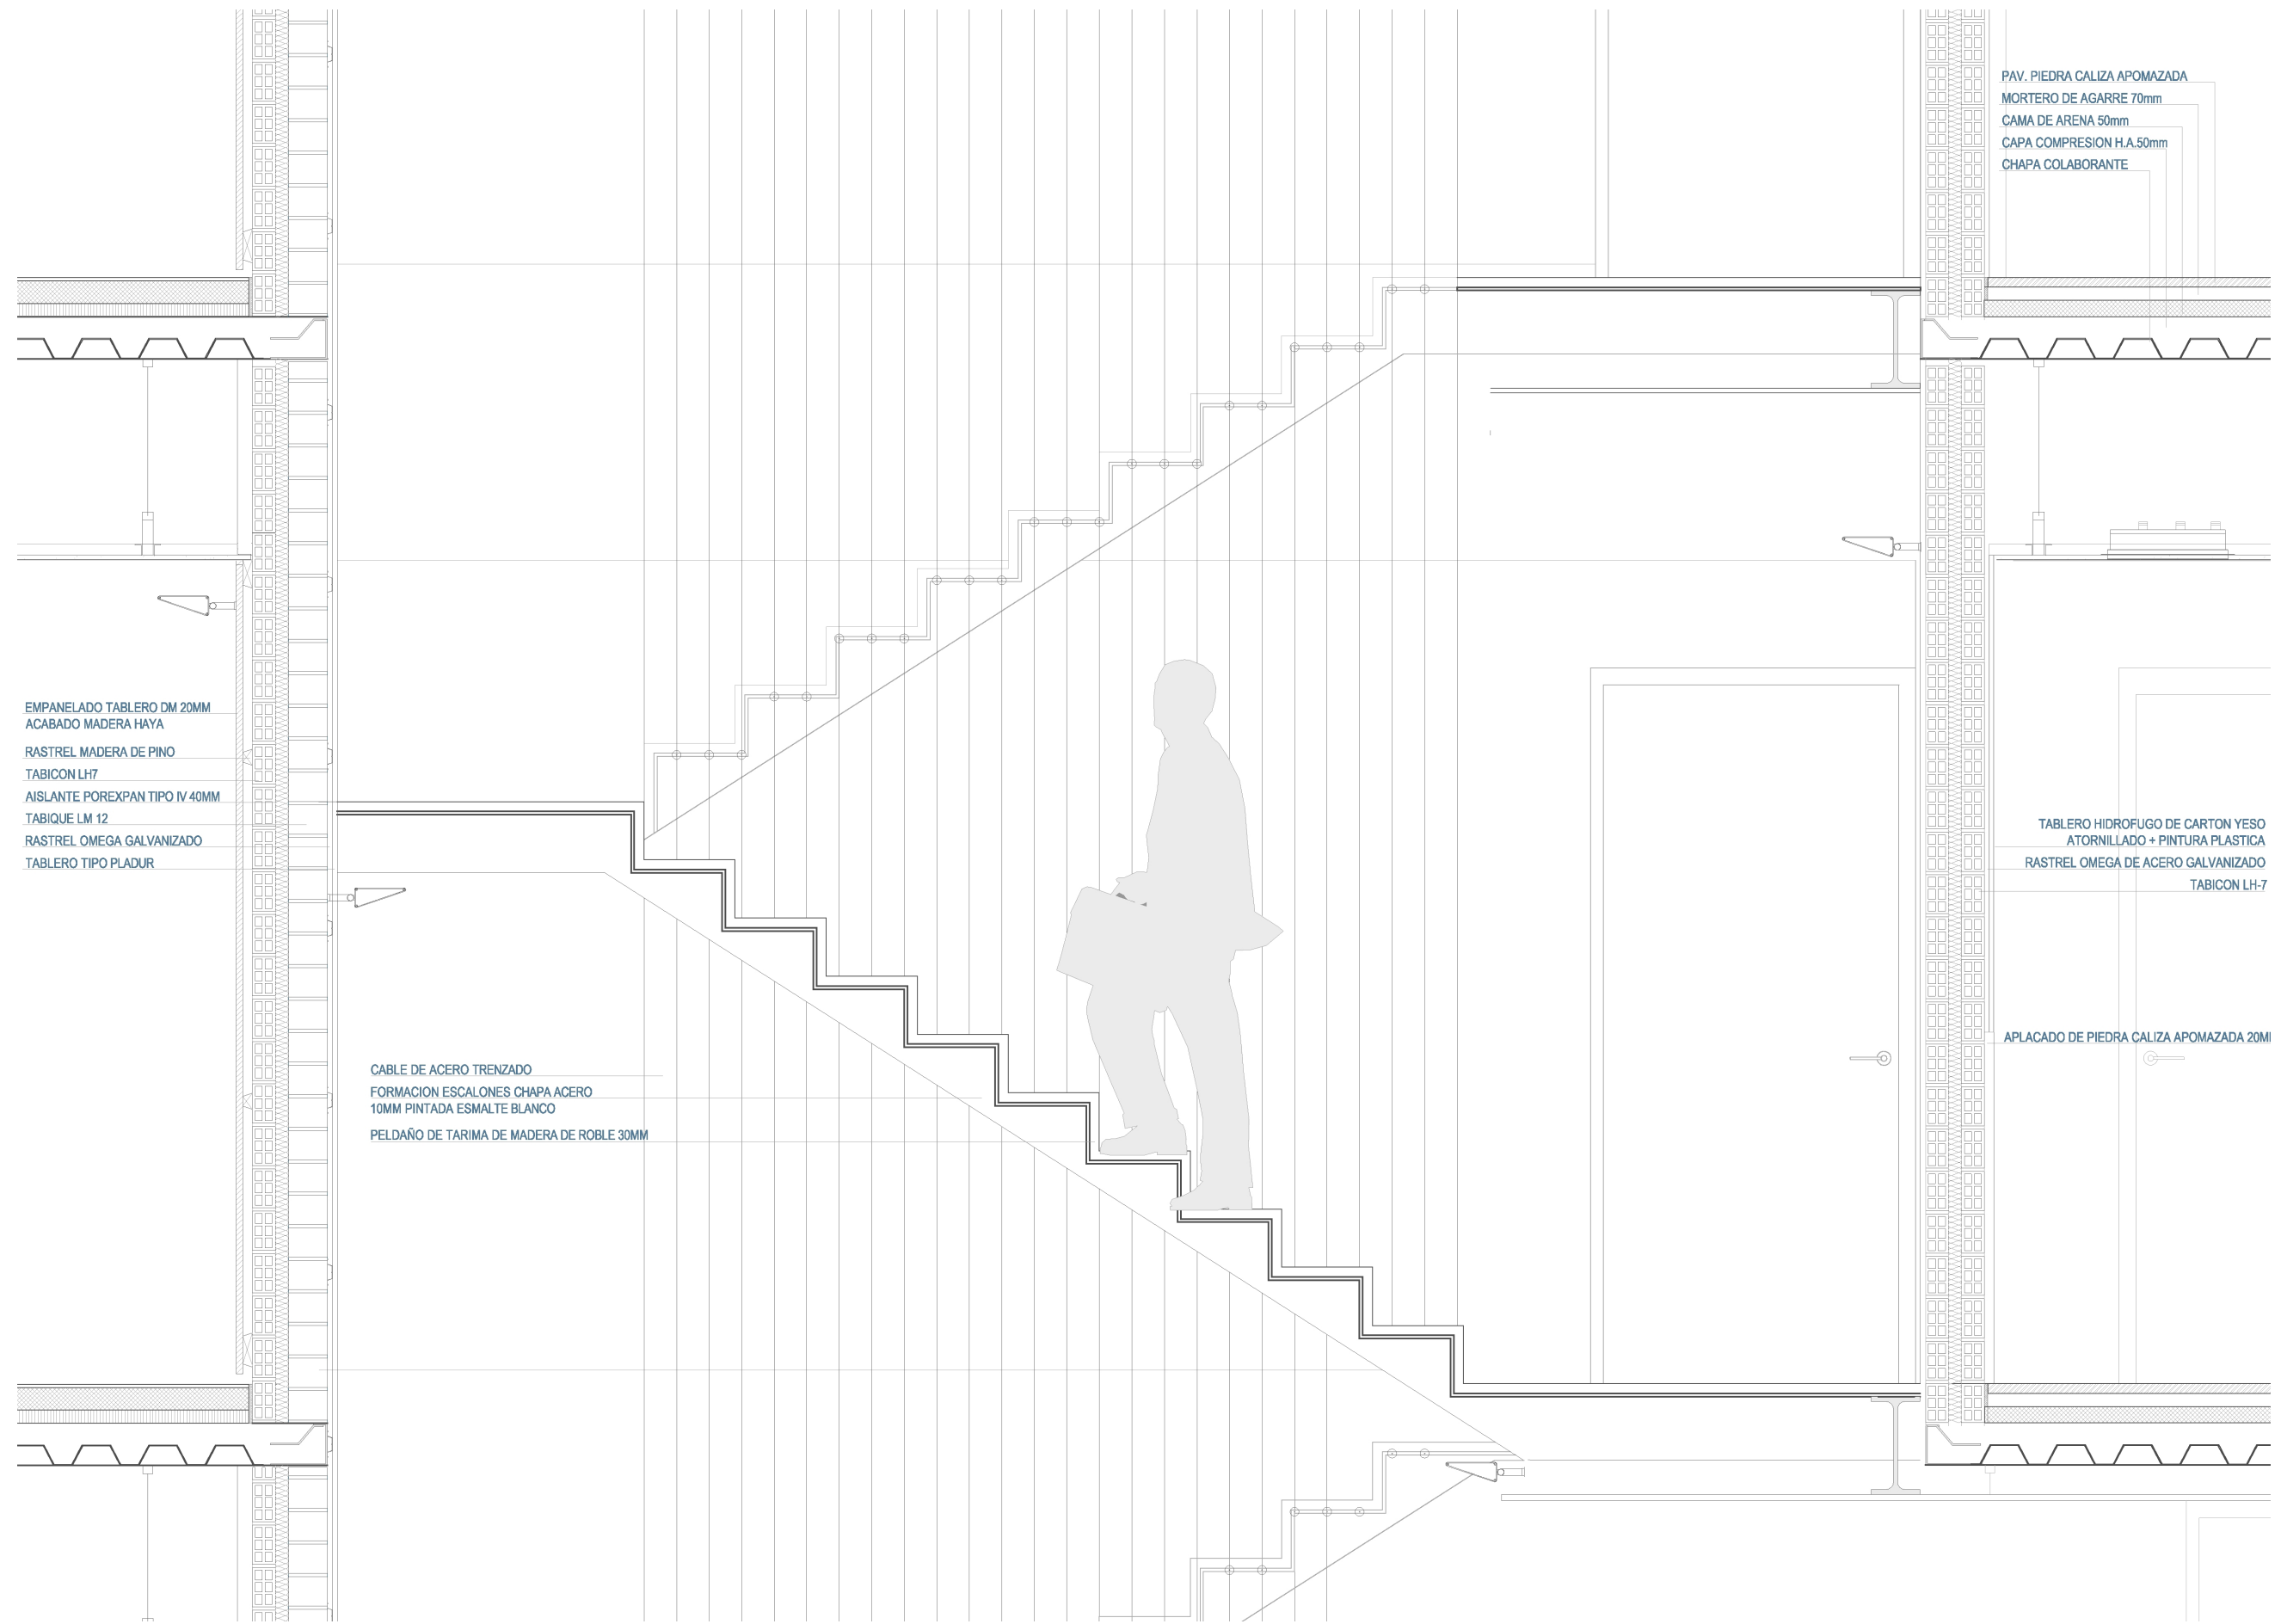 PAV. PIEDRA CALIZA APOMAZADA
MORTERO DE AGARRE 70mm
CAMA DE ARENA 50mm
CAPA COMPRESION H.A.50mm
CHAPA COLABORANTE
EMPANELADO TABLERO DM 20MM
ACABADO MADERA HAYA
RASTREL MADERA DE PINO
TABICON LH7
AISLANTE POREXPAN TIPO IV 40MM
TABIQUE LM 12
RASTREL OMEGA GALVANIZADO
TABLERO TIPO PLADUR
TABLERO HIDROFUGO DE CARTON YESO
ATORNILLADO + PINTURA PLASTICA
RASTREL OMEGA DE ACERO GALVANIZADO
TABICON LH-7
APLACADO DE PIEDRA CALIZA APOMAZADA
CABLE DE ACERO TRENZADO
FORMACION ESCALONES CHAPA ACERO
10MM PINTADA ESMALTE BLANCO
PELDAÑO DE TARIMA DE MADERA DE ROBLE 30MM